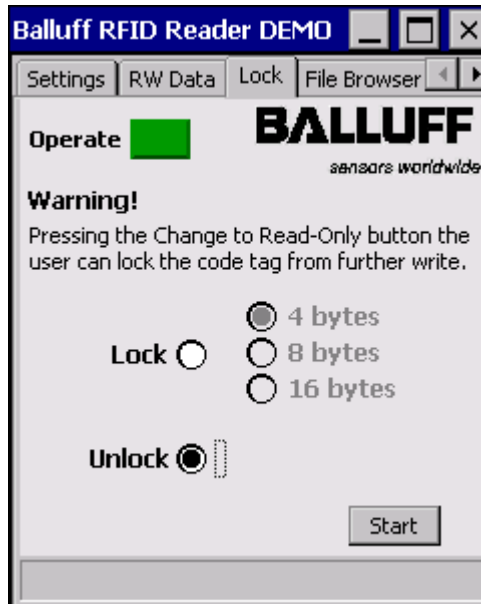 Balluff RFID Reader DEMO
Settings RW Data Lock File Browser
Operate
BALLUFF
sensors worldwide
Warning!
Pressing the Change to Read-Only button the
user can lock the code tag from further write.
4 bytes
Lock 8 bytes
16 bytes
Unlock
Start